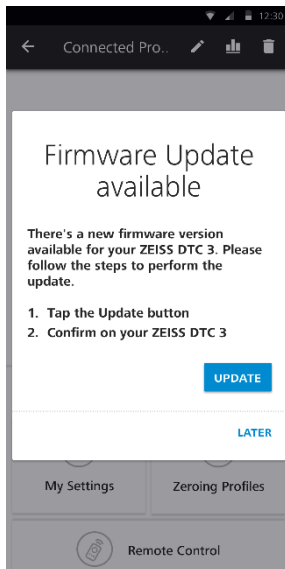 12:30
Connected Pro..
Firmware Update
available
There's a new firmware version
available for your ZEISS DTC 3. Please
follow the steps to perform the
update.
1. Tap the Update button
2. Confirm on your ZEISS DTC 3
UPDATE
LATER
My Settings
Zeroing Profiles
Remote Control